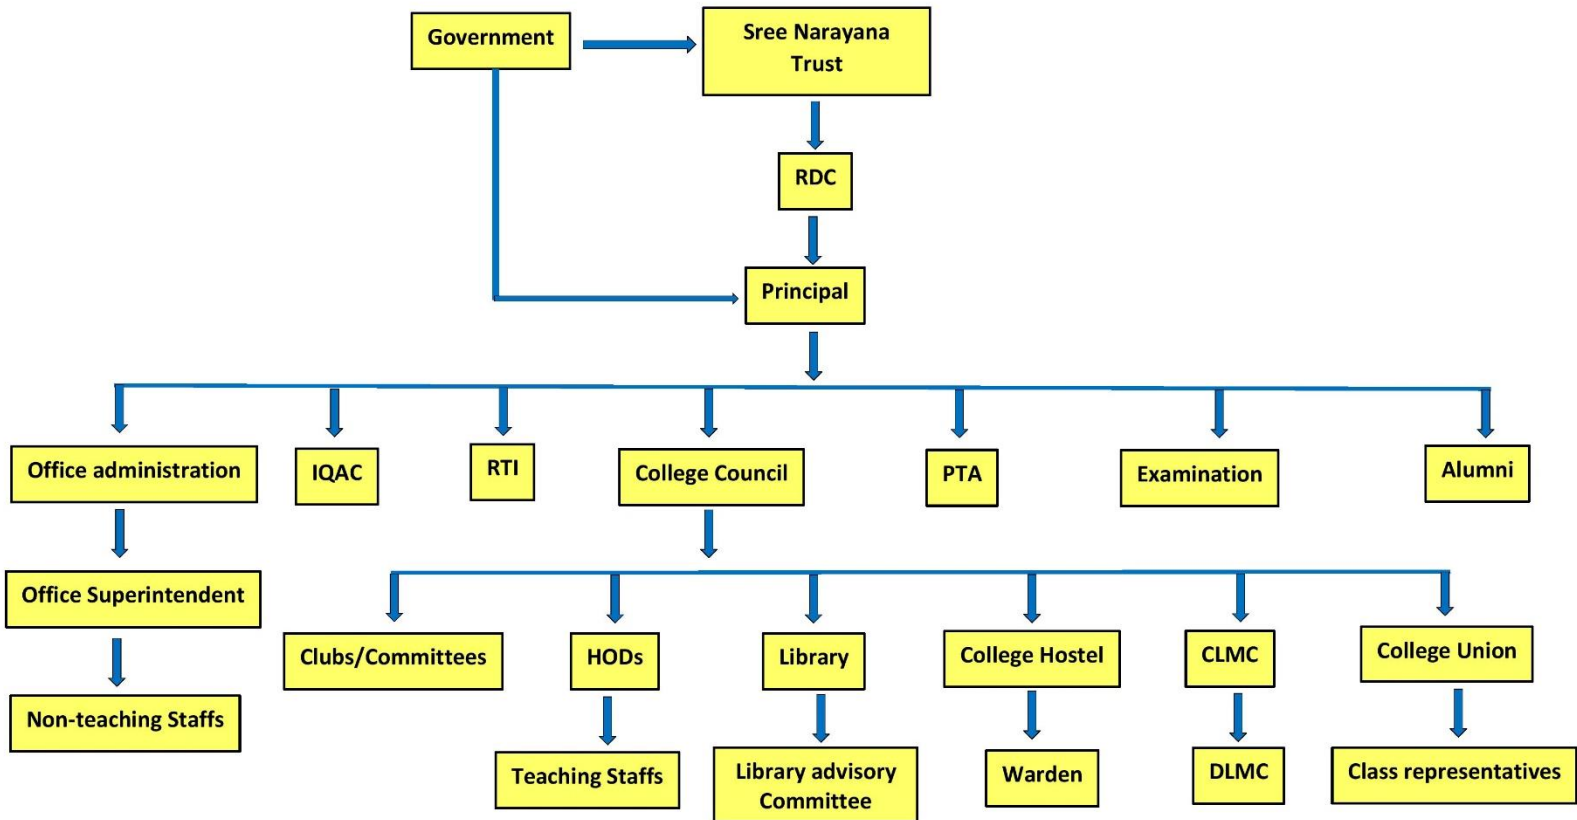 Government
Sree Narayana
Trust
RDC
Principal
Office administration
IQAC
RTI
College Council
PTA
Examination
Alumni
Office Superintendent
Clubs/Committees
HODs
Library
College Hostel
CLMC
College Union
Non-teaching Staffs
Teaching Staffs
Library advisory
Committee
Warden
DLMC
Class representatives